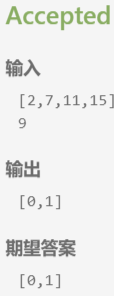 Accepted
输入
[2,7,11,15]
9
输出
[0,1]
期望答案
[0,1]